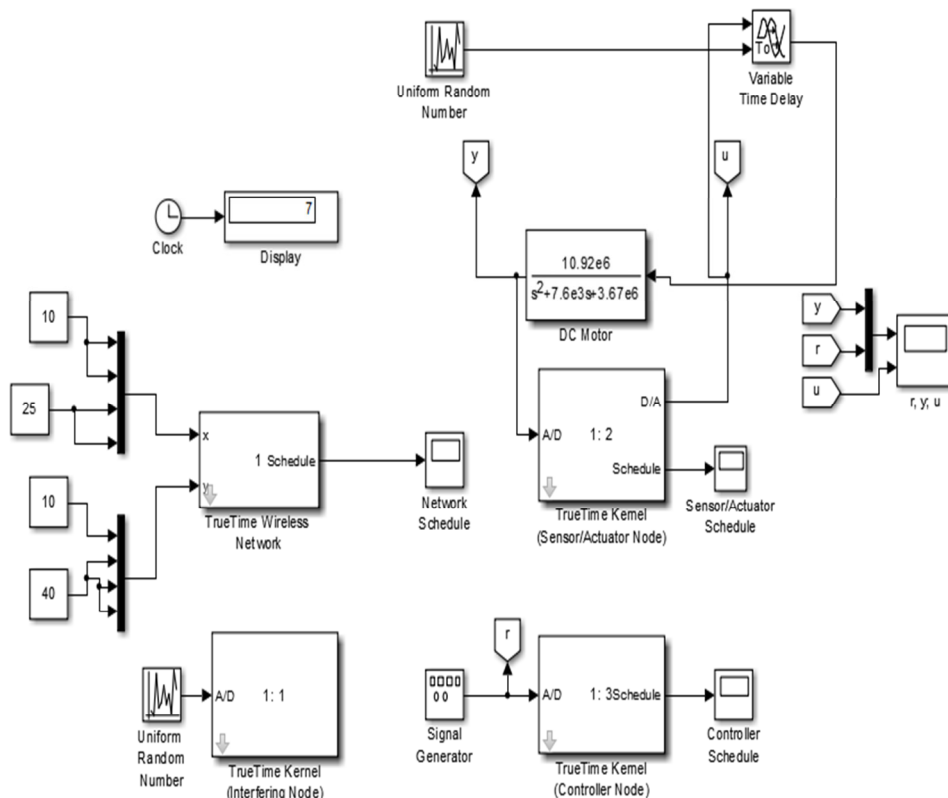 To
Uniform Random
Number
Variable
Time Delay
y
u
7
Clock
Display
10.92e6
s2+7.6e3s+3.67e6
DC Motor
y
r
u
r, y; u
10
25
x
y
1 Schedule
TrueTime Wireless
Network
Network
Schedule
D/A
A/D
1: 2
Schedule
TrueTime Kernel
(Sensor/Actuator Node)
Sensor/Actuator
Schedule
10
40
r
A/D
1: 1
Uniform
Random
Number
TrueTime Kernel
(Interfering Node)
Signal
Generator
A/D
1: 3Schedule
TrueTime Kernel
(Controller Node)
Controller
Schedule